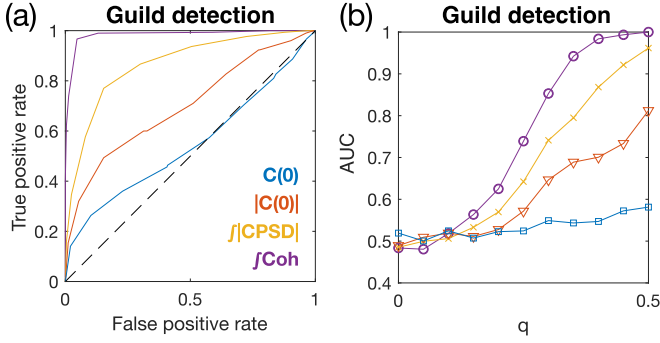 (a)
Guild detection
True positive rate
1
0.8
0.6
0.4
0.2
0
0
0.5
1
False positive rate
C(0)
|C(0)|
∫|CPSD|
∫Coh
(b)
Guild detection
AUC
1
0.9
0.8
0.7
0.6
0.5
0.4
0
0.5
q